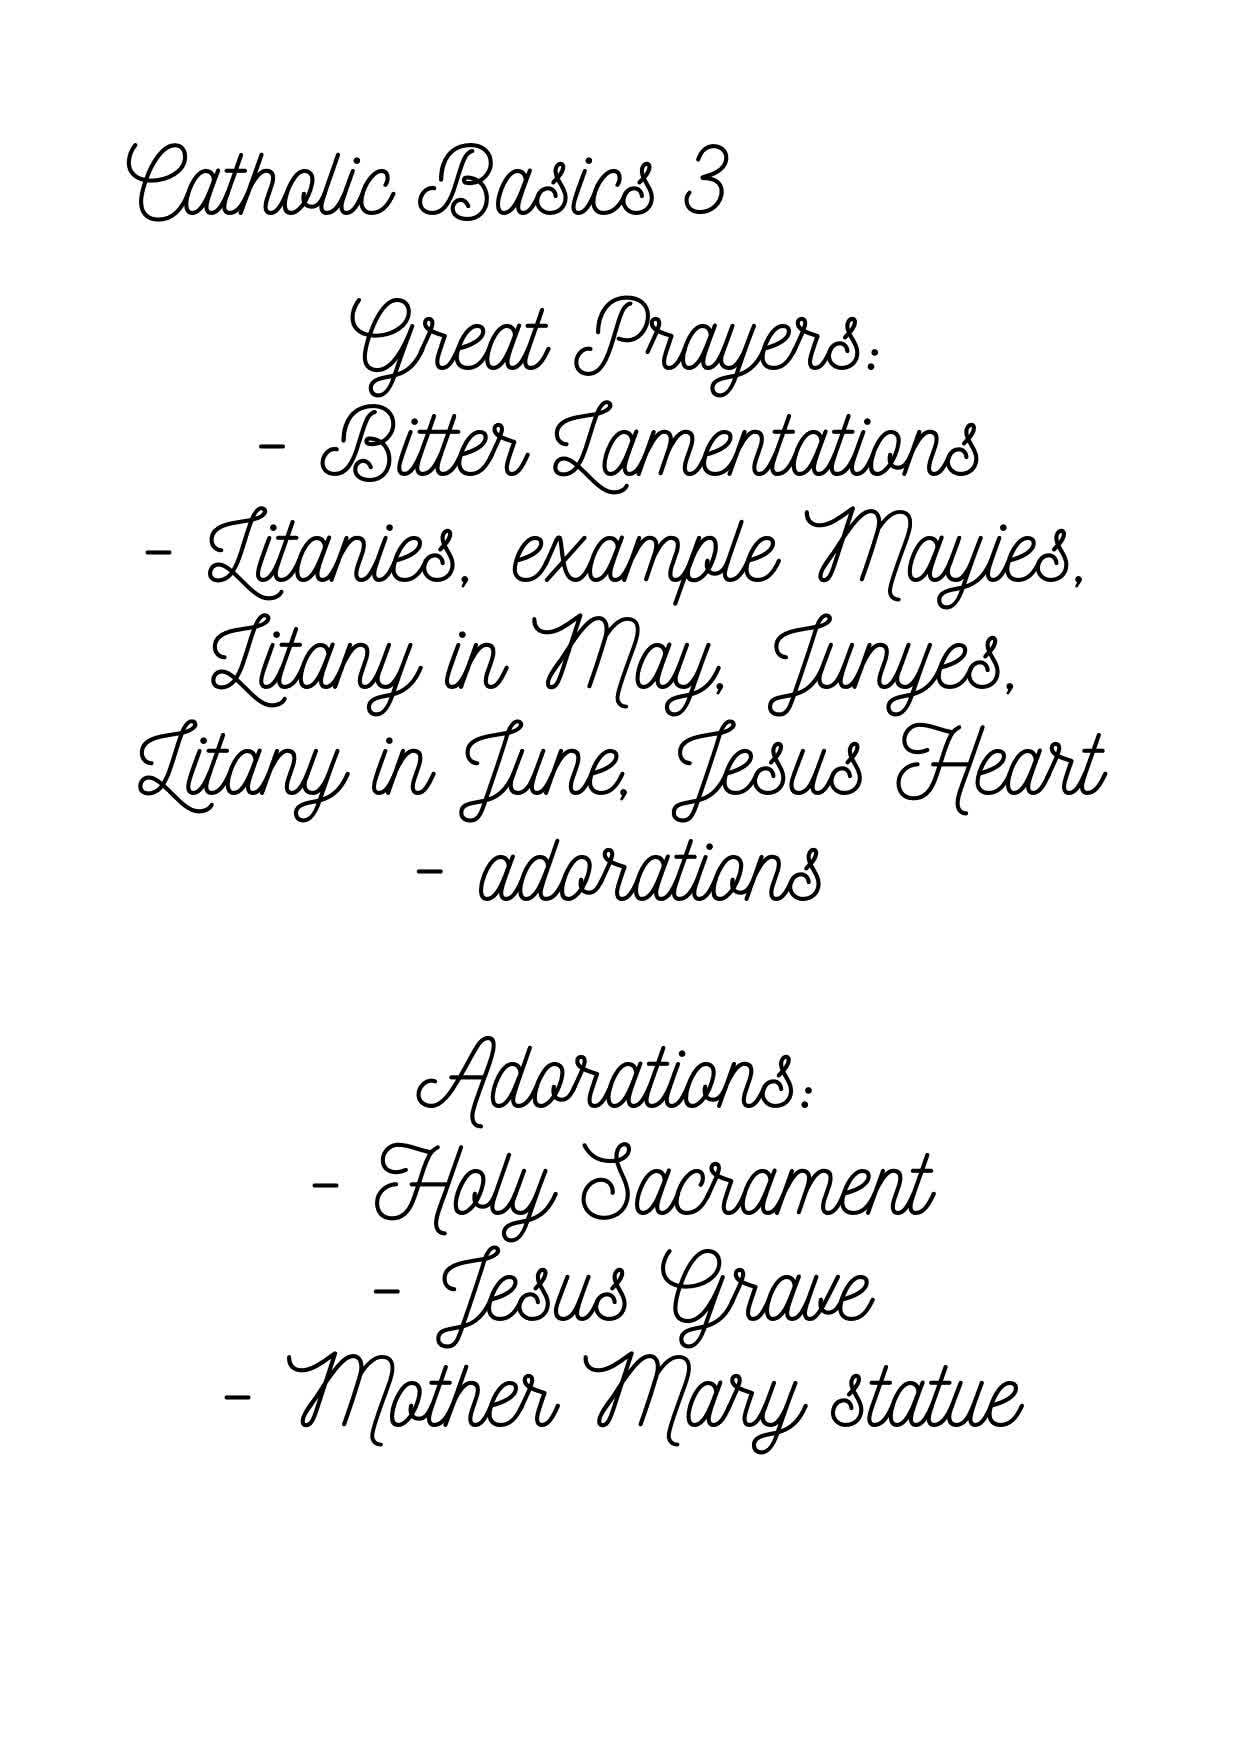 Catholic Basics 3
Great Prayers:
- Bitter Lamentations
- Litanies, example Mayies,
Litany in May, Junyes,
Litany in June, Jesus Heart
- adorations
Adorations:
- Holy Sacrament
- Jesus Grave
- Mother Mary statue